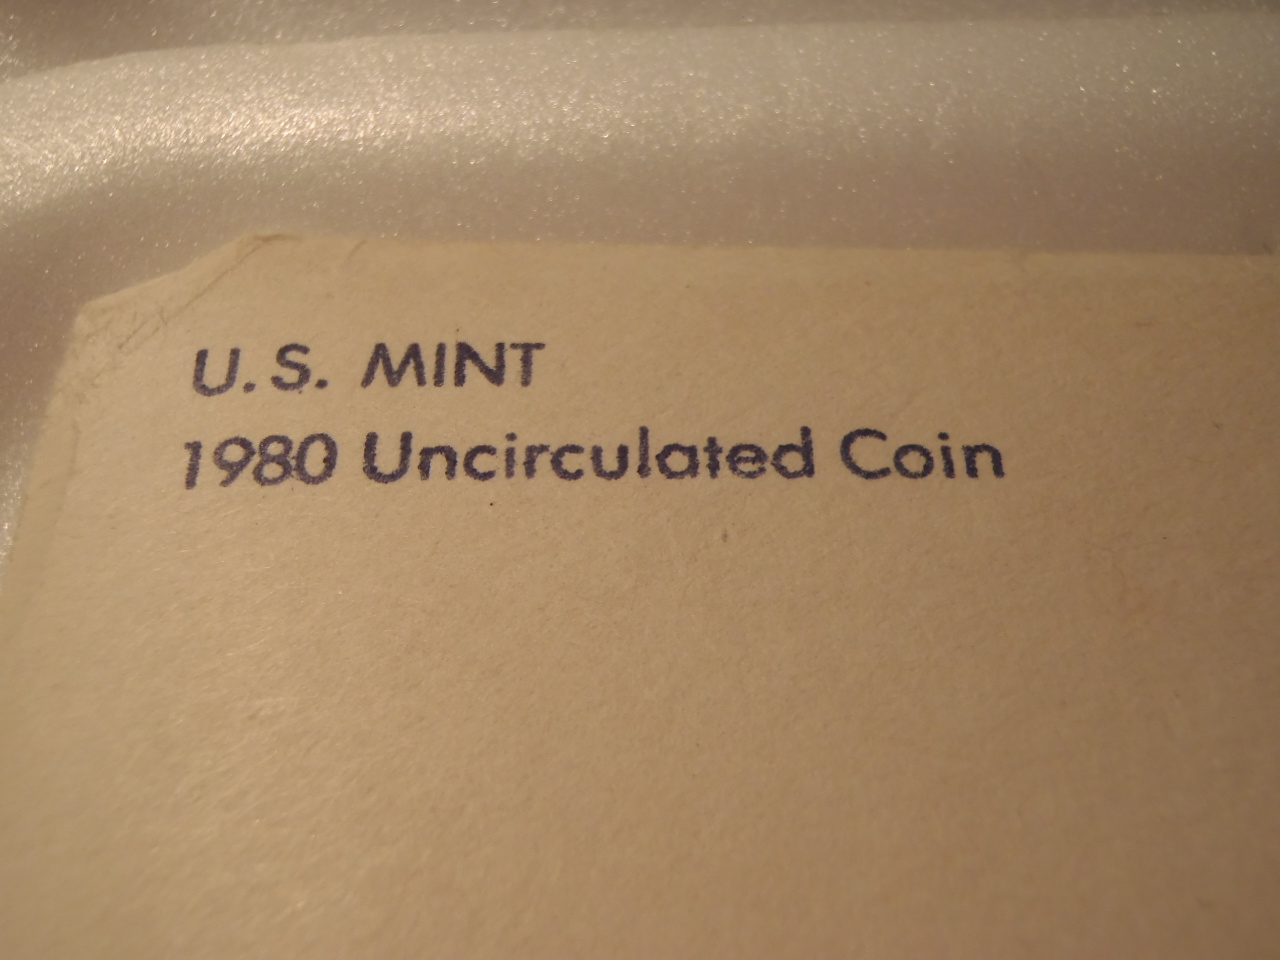 U.S. MINT
1980 Uncirculated Coin